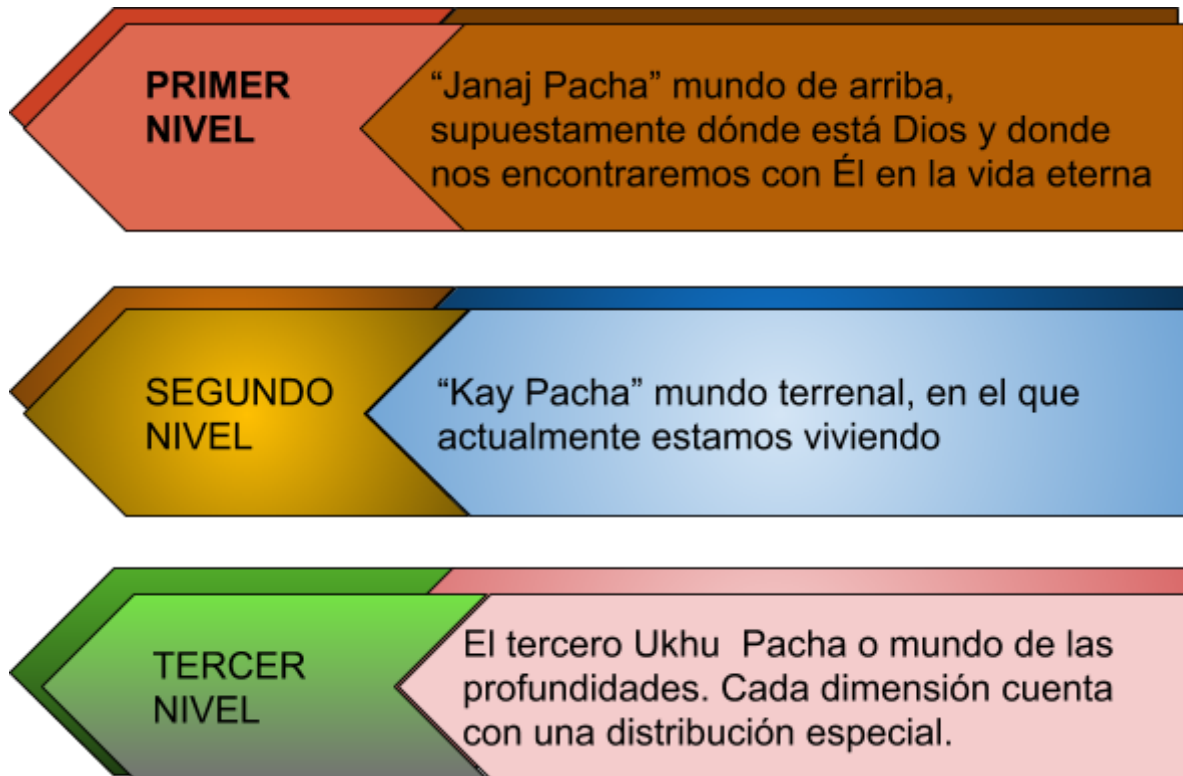 PRIMER
NIVEL
“Janaj Pacha” mundo de arriba,
supuestamente dónde está Dios y donde
nos encontraremos con Él en la vida eterna
SEGUNDO
NIVEL
“Kay Pacha” mundo terrenal, en el que
actualmente estamos viviendo
TERCER
NIVEL
El tercero Ukhu  Pacha o mundo de las
profundidades. Cada dimensión cuenta
con una distribución especial.